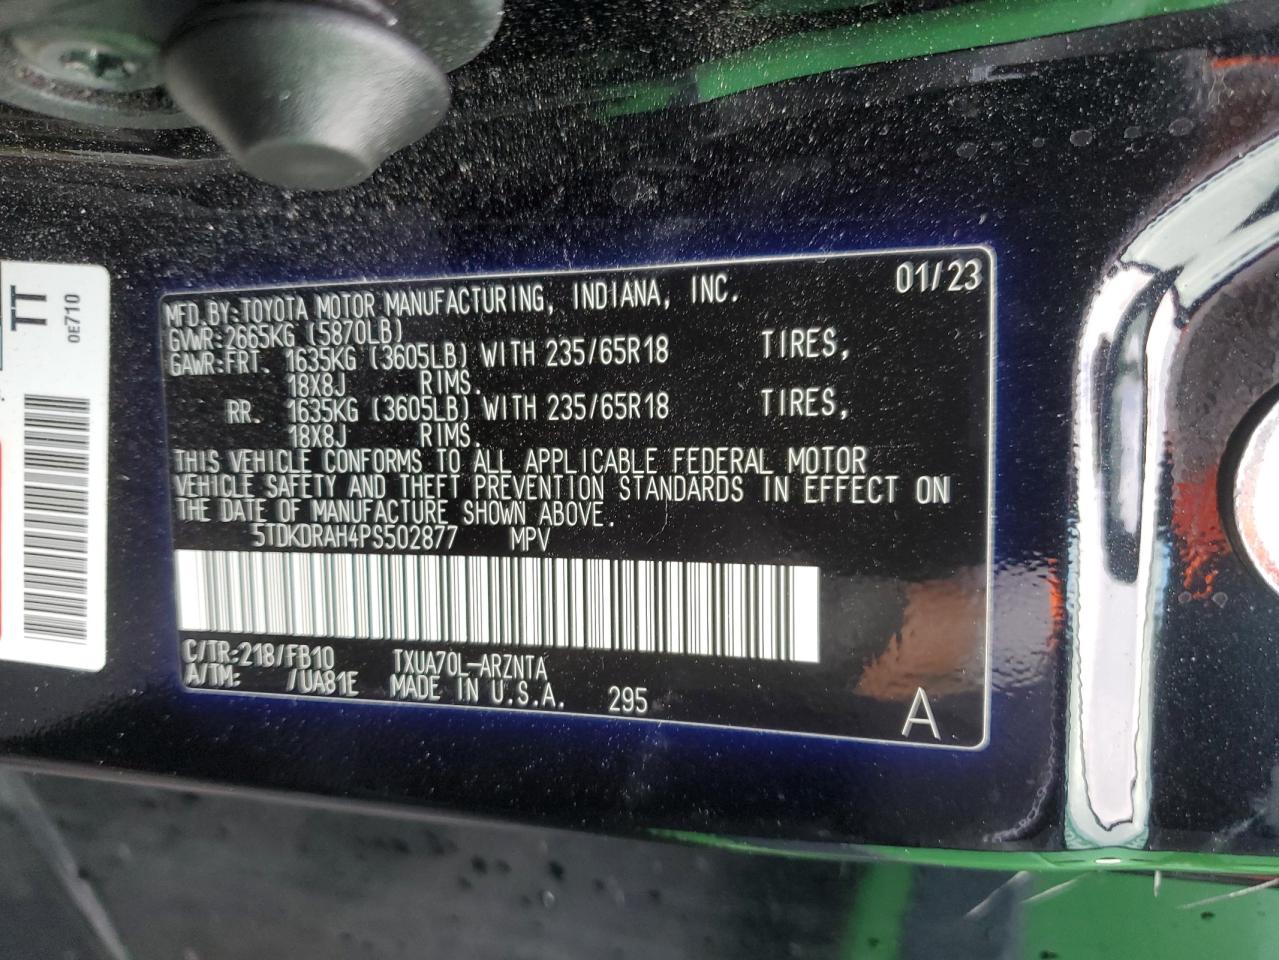 MFD.BY:TOYOTA MOTOR MANUFACTURING, INDIANA, INC. 01/23
GVWR:2665KG (5870LB)
GAWR:FRT. 1635KG (3605LB) WITH 235/65R18 TIRES,
18X8J RIMS.
RR. 1635KG (3605LB) WITH 235/65R18 TIRES,
18X8J RIMS.
THIS VEHICLE CONFORMS TO ALL APPLICABLE FEDERAL MOTOR
VEHICLE SAFETY AND THEFT PREVENTION STANDARDS IN EFFECT ON
THE DATE OF MANUFACTURE SHOWN ABOVE.
5TDKDRAH4PS502877 MPV
C/TR:218/FB10 TXUA70L-ARZNTA
A/TM: /UA81E MADE IN U.S.A. 295
A
TT
0E710